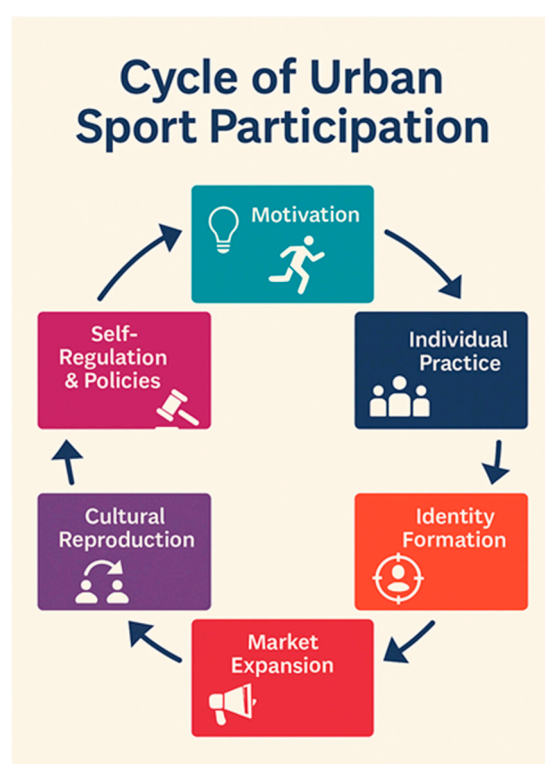 Cycle of Urban
Sport Participation
Motivation
Individual
Practice
Identity
Formation
Market
Expansion
Cultural
Reproduction
Self-
Regulation
& Policies